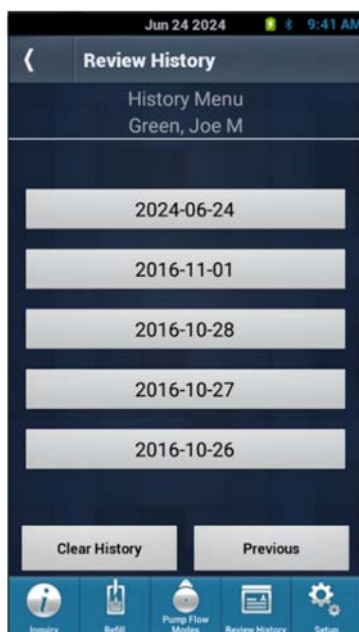 Jun 24 2024 9:41 AM
Review History
History Menu
Green, Joe M
2024-06-24
2016-11-01
2016-10-28
2016-10-27
2016-10-26
Clear History Previous
Inquiry Refill Pump Flow Modes Review History Setup